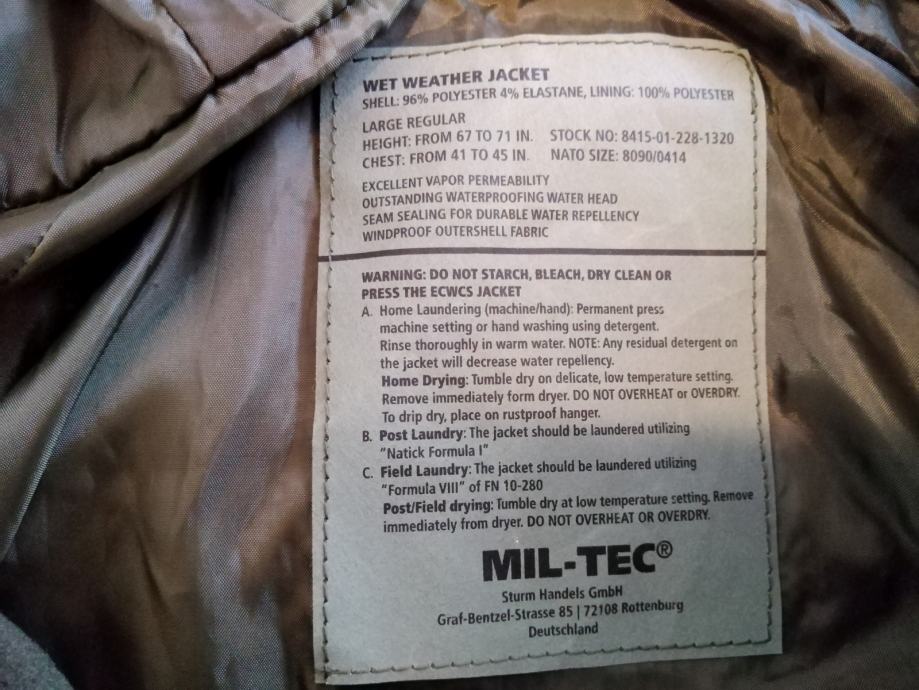 WET WEATHER JACKET
SHELL: 96% POLYESTER 4% ELASTANE, LINING: 100% POLYESTER
LARGE REGULAR
HEIGHT: FROM 67 TO 71 IN. STOCK NO: 8415-01-228-1320
CHEST: FROM 41 TO 45 IN. NATO SIZE: 8090/0414
EXCELLENT VAPOR PERMEABILITY
OUTSTANDING WATERPROOFING WATER HEAD
SEAM SEALING FOR DURABLE WATER REPELLENCY
WINDPROOF OUTERSHELL FABRIC
WARNING: DO NOT STARCH, BLEACH, DRY CLEAN OR
PRESS THE ECWCS JACKET
A. Home Laundering (machine/hand): Permanent press
machine setting or hand washing using detergent.
Rinse thoroughly in warm water. NOTE: Any residual detergent on
the jacket will decrease water repellency.
Home Drying: Tumble dry on delicate, low temperature setting.
Remove immediately form dryer. DO NOT OVERHEAT or OVERDRY.
To drip dry, place on rustproof hanger.
B. Post Laundry: The jacket should be laundered utilizing
"Natick Formula I"
C. Field Laundry: The jacket should be laundered utilizing
"Formula VIII" of FN 10-280
Post/Field drying: Tumble dry at low temperature setting. Remove
immediately from dryer. DO NOT OVERHEAT OR OVERDRY.
MIL-TEC®
Sturm Handels GmbH
Graf-Bentzel-Strasse 85 | 72108 Rottenburg
Deutschland